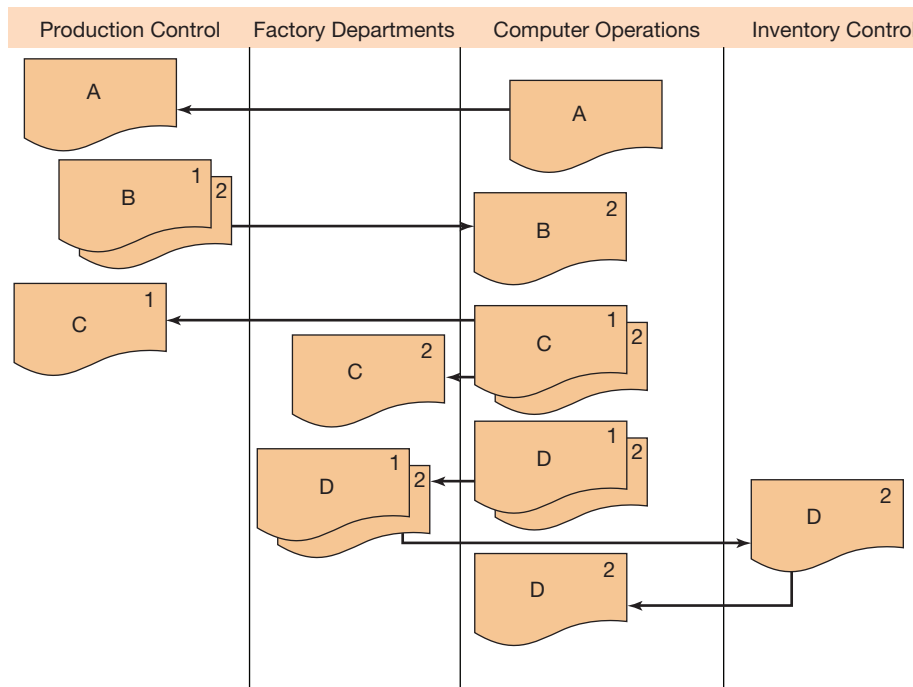 Production Control Factory Departments Computer Operations Inventory Control
A
A
B 1 2
B 2
C 1
C 1 2
C 2
D 1 2
D 1 2
D 2
D 2